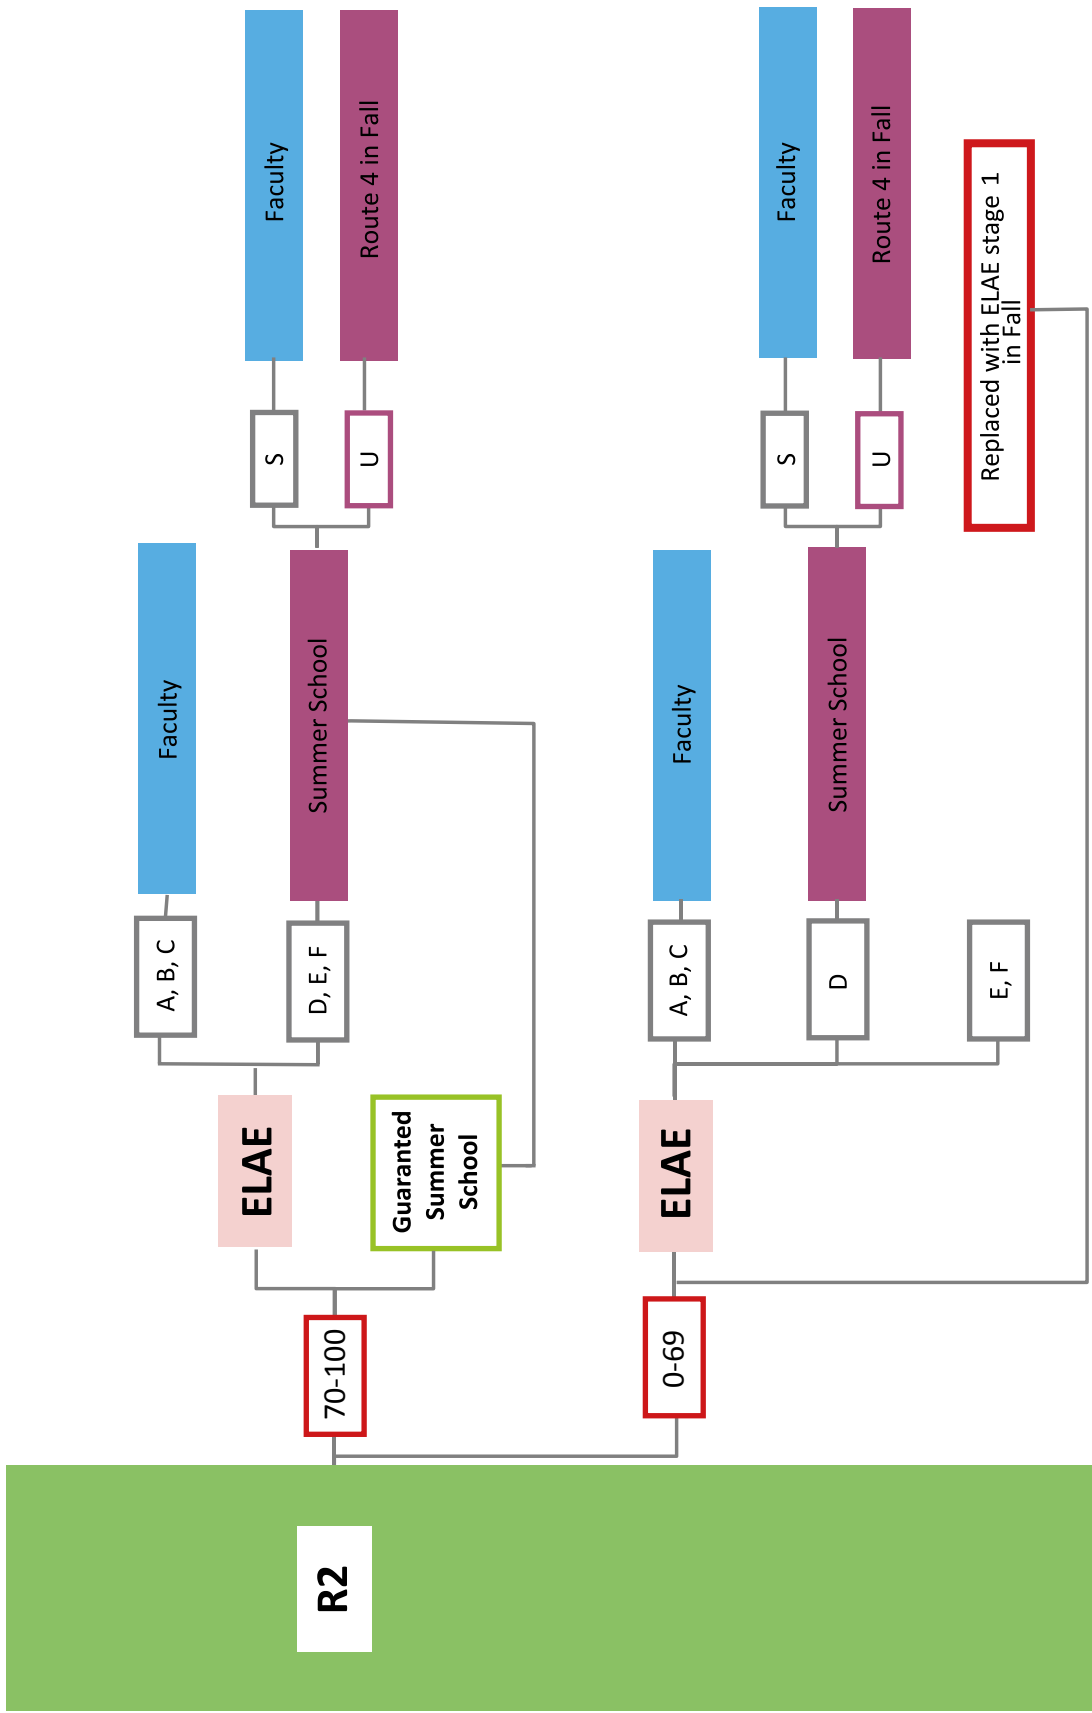 R2
70-100
ELAE
A, B, C
Faculty
D, E, F
Summer School
S
Faculty
U
Route 4 in Fall
Guaranted
Summer
School
0-69
ELAE
A, B, C
Faculty
D
Summer School
S
Faculty
U
Route 4 in Fall
E, F
Replaced with ELAE stage 1
in Fall